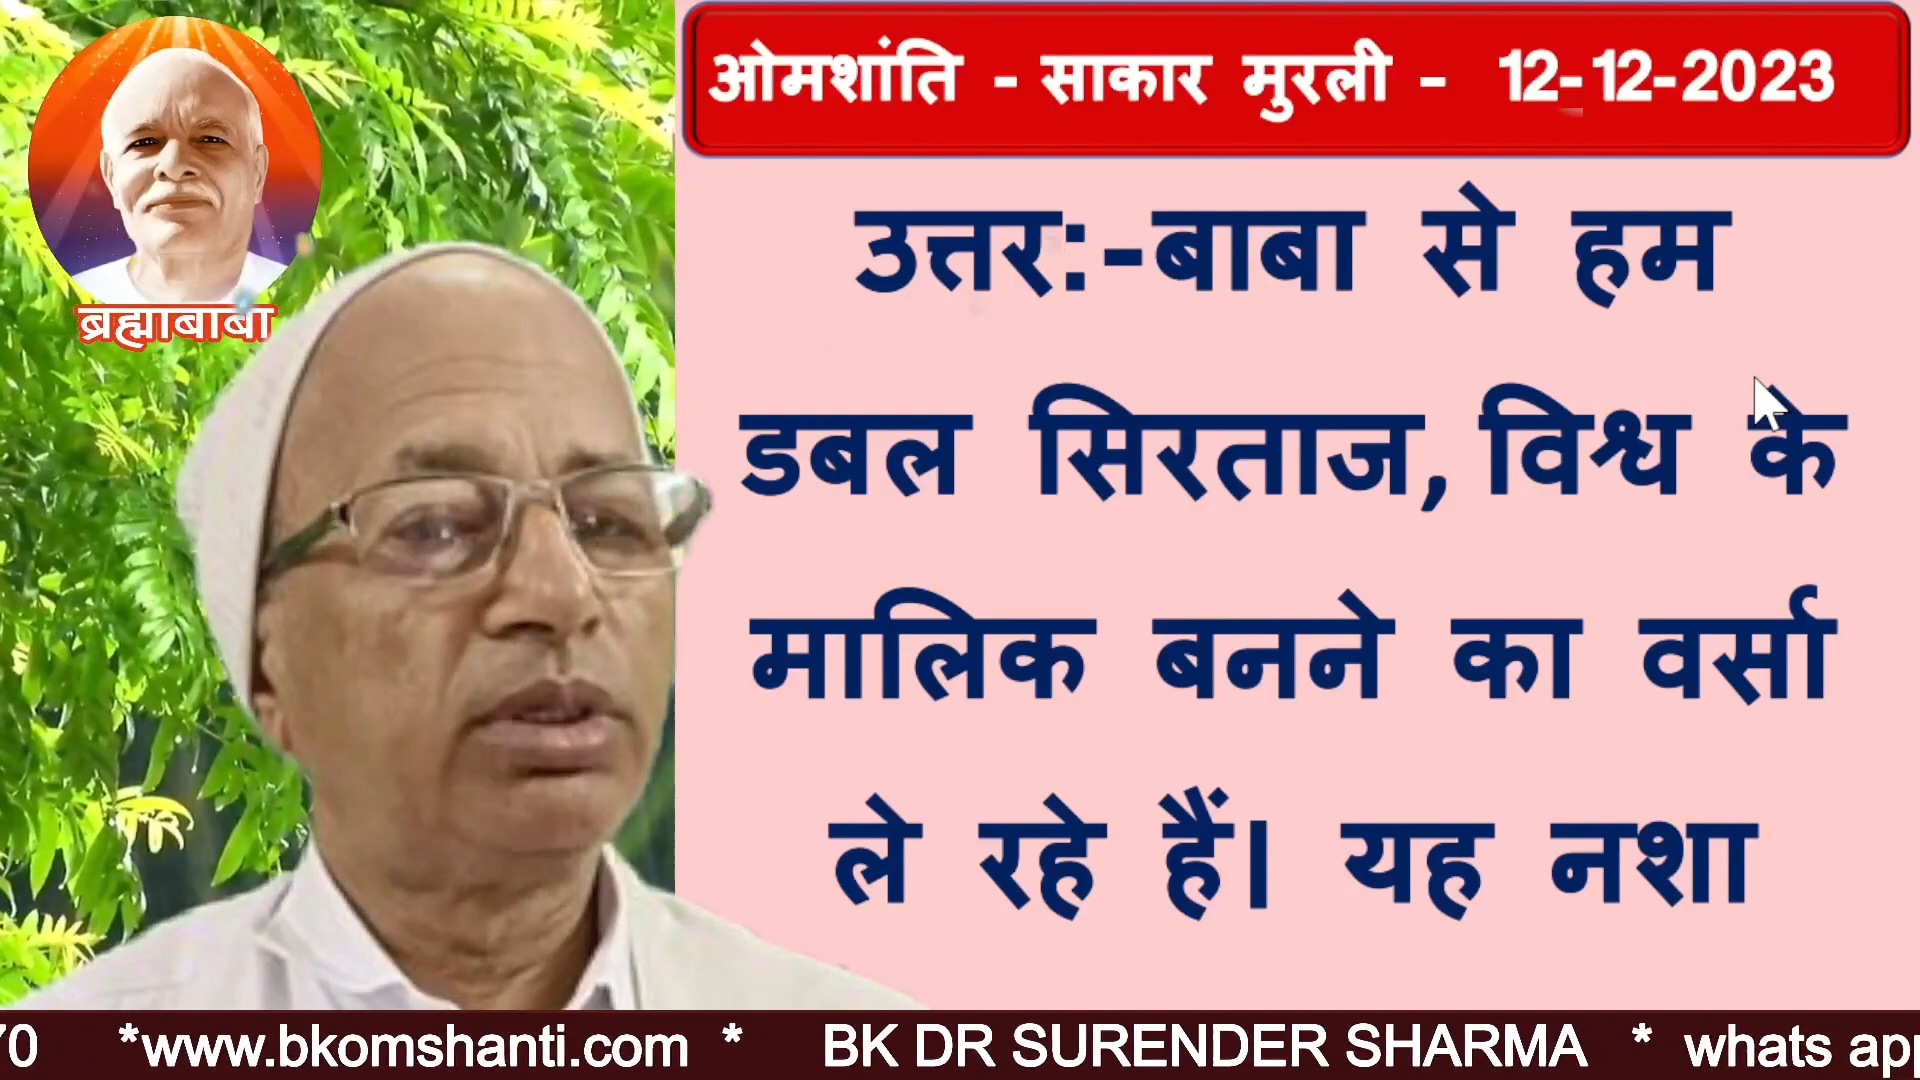 ओमशांति - साकार मुरली - 12-12-2023
ब्रह्माबाबा
उत्तर:-बाबा से हम
डबल सिरताज, विश्व के
मालिक बनने का वर्सा
ले रहे हैं। यह नशा
70 *www.bkomshanti.com * BK DR SURENDER SHARMA * whats app